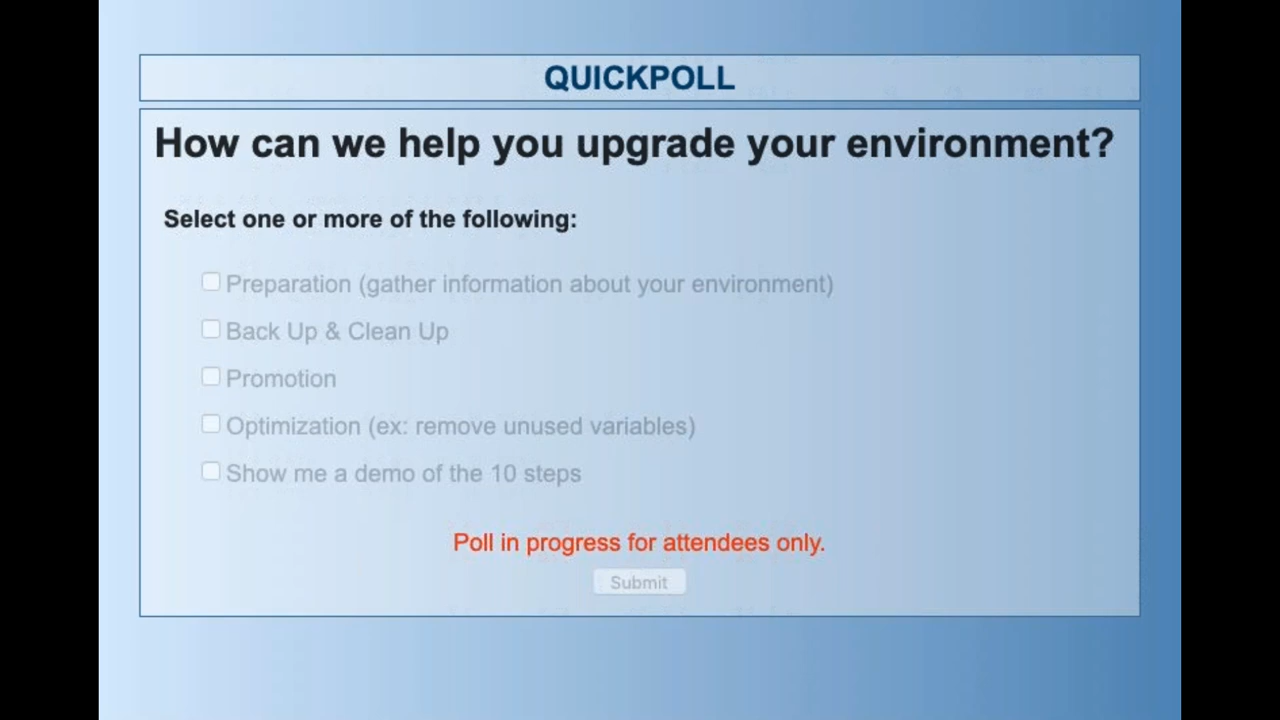 QUICKPOLL
How can we help you upgrade your environment?
Select one or more of the following:
Preparation (gather information about your environment)
Back Up & Clean Up
Promotion
Optimization (ex: remove unused variables)
Show me a demo of the 10 steps
Poll in progress for attendees only.
Submit